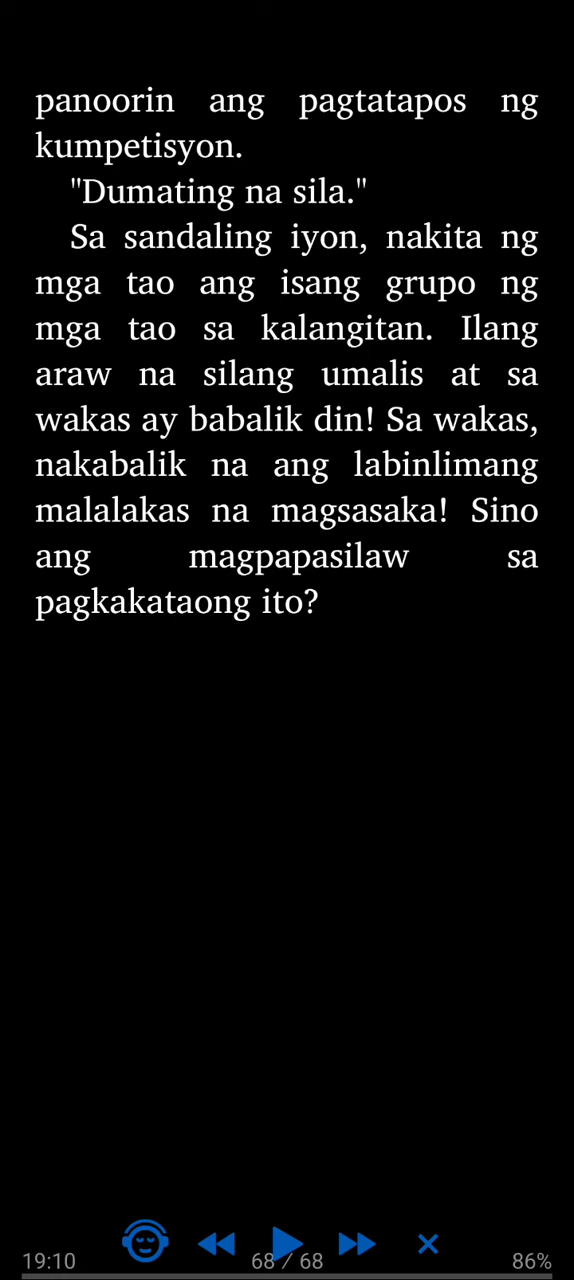 panoorin ang pagtatapos ng
kumpetisyon.
"Dumating na sila."
Sa sandaling iyon, nakita ng
mga tao ang isang grupo ng
mga tao sa kalangitan. Ilang
araw na silang umalis at sa
wakas ay babalik din! Sa wakas,
nakabalik na ang labinlimang
malalakas na magsasaka! Sino
ang magpapasilaw sa
pagkakataong ito?
19:10
68 / 68
86%